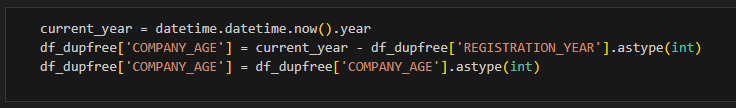 current_year = datetime.datetime.now().year
df_dupfree['COMPANY_AGE'] = current_year - df_dupfree['REGISTRATION_YEAR'].astype(int)
df_dupfree['COMPANY_AGE'] = df_dupfree['COMPANY_AGE'].astype(int)